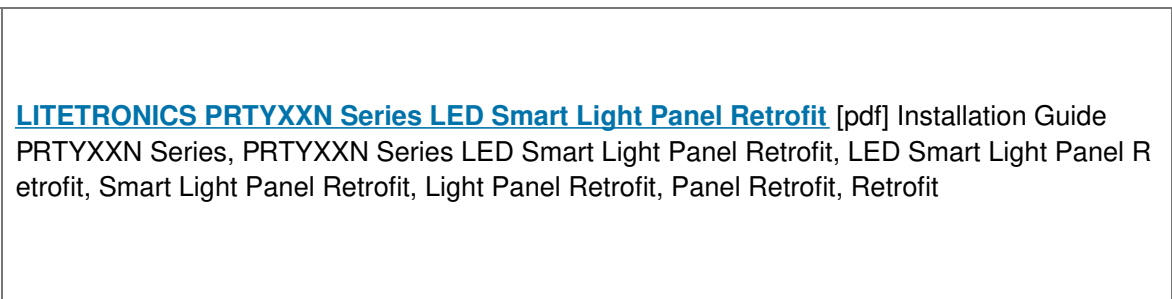 LITETRONICS PRTYXXN Series LED Smart Light Panel Retrofit [pdf] Installation Guide
PRTYXXN Series, PRTYXXN Series LED Smart Light Panel Retrofit, LED Smart Light Panel R
etrofit, Smart Light Panel Retrofit, Light Panel Retrofit, Panel Retrofit, Retrofit